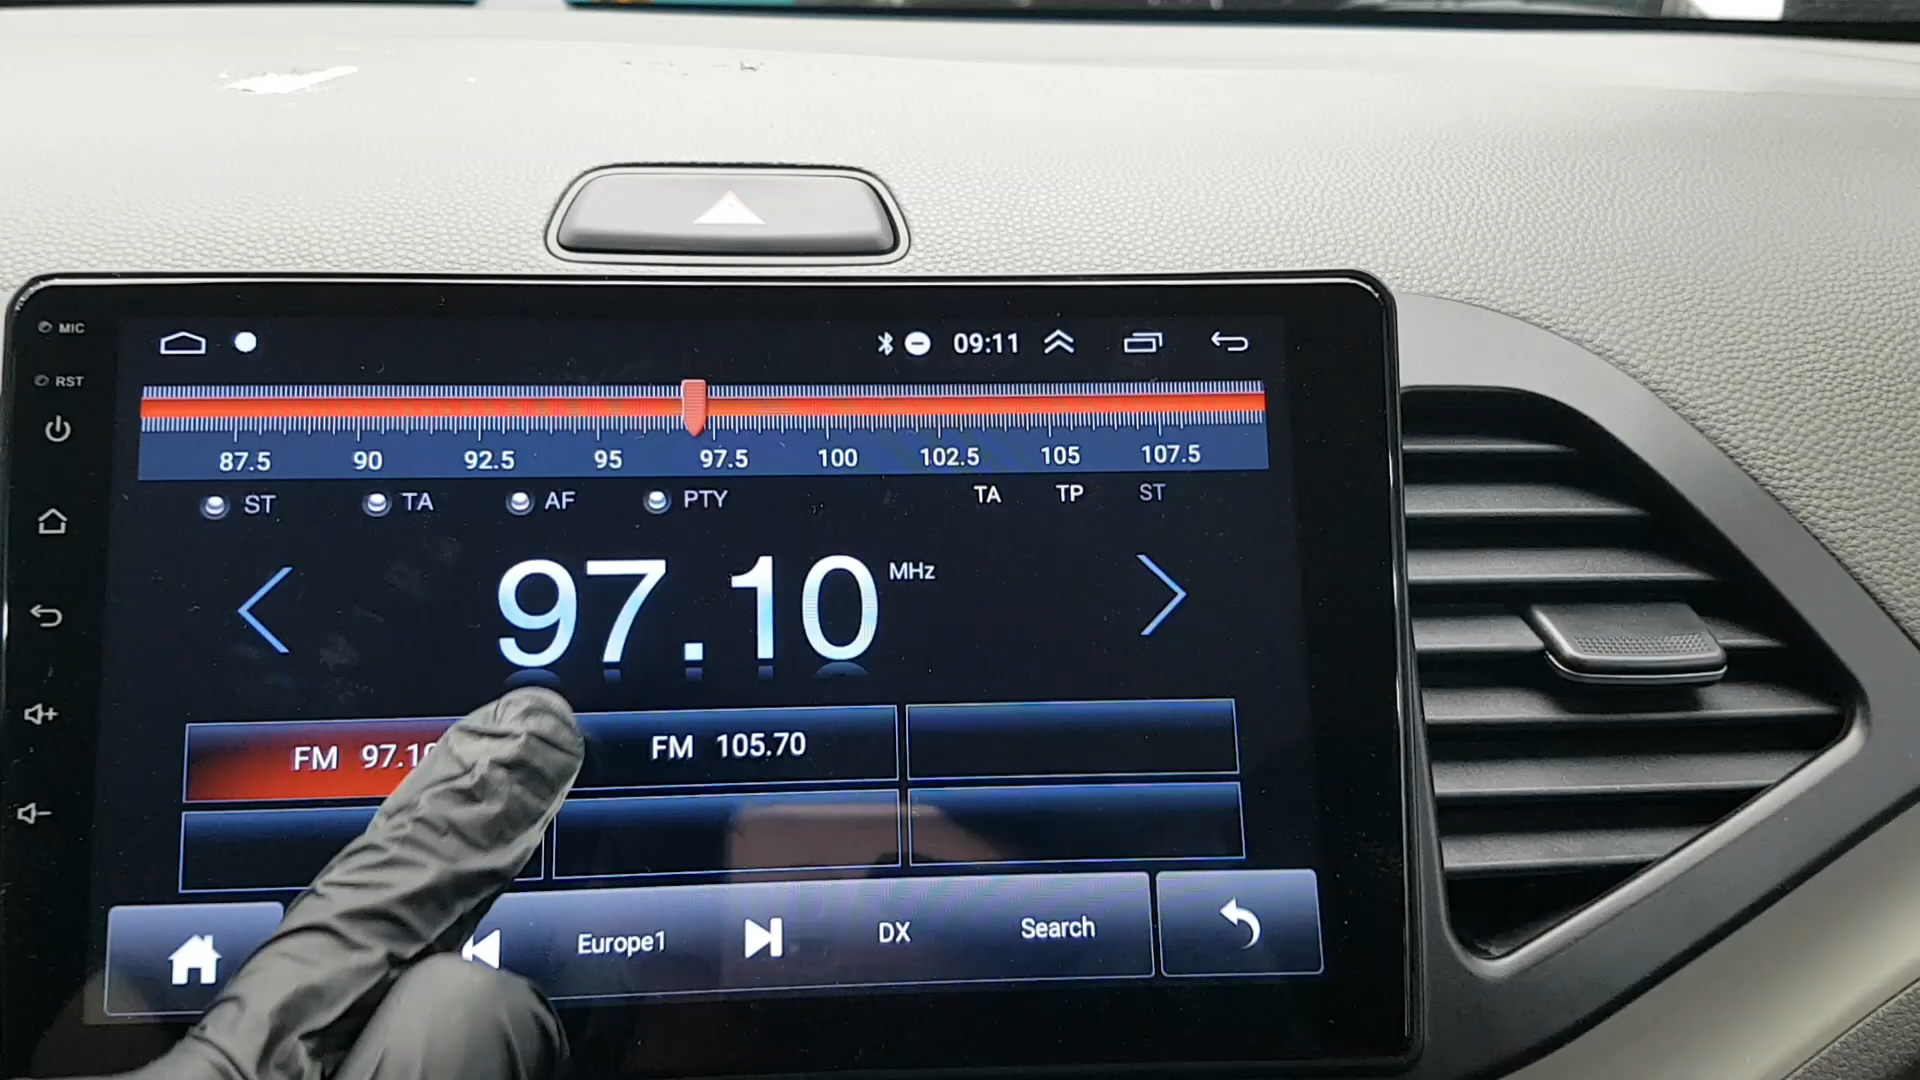 MIC
09:11
RST
87.5 90 92.5 95 97.5 100 102.5 105 107.5
ST TA AF PTY TA TP ST
97.10 MHz
FM 97.10 FM 105.70
Europe1 DX Search